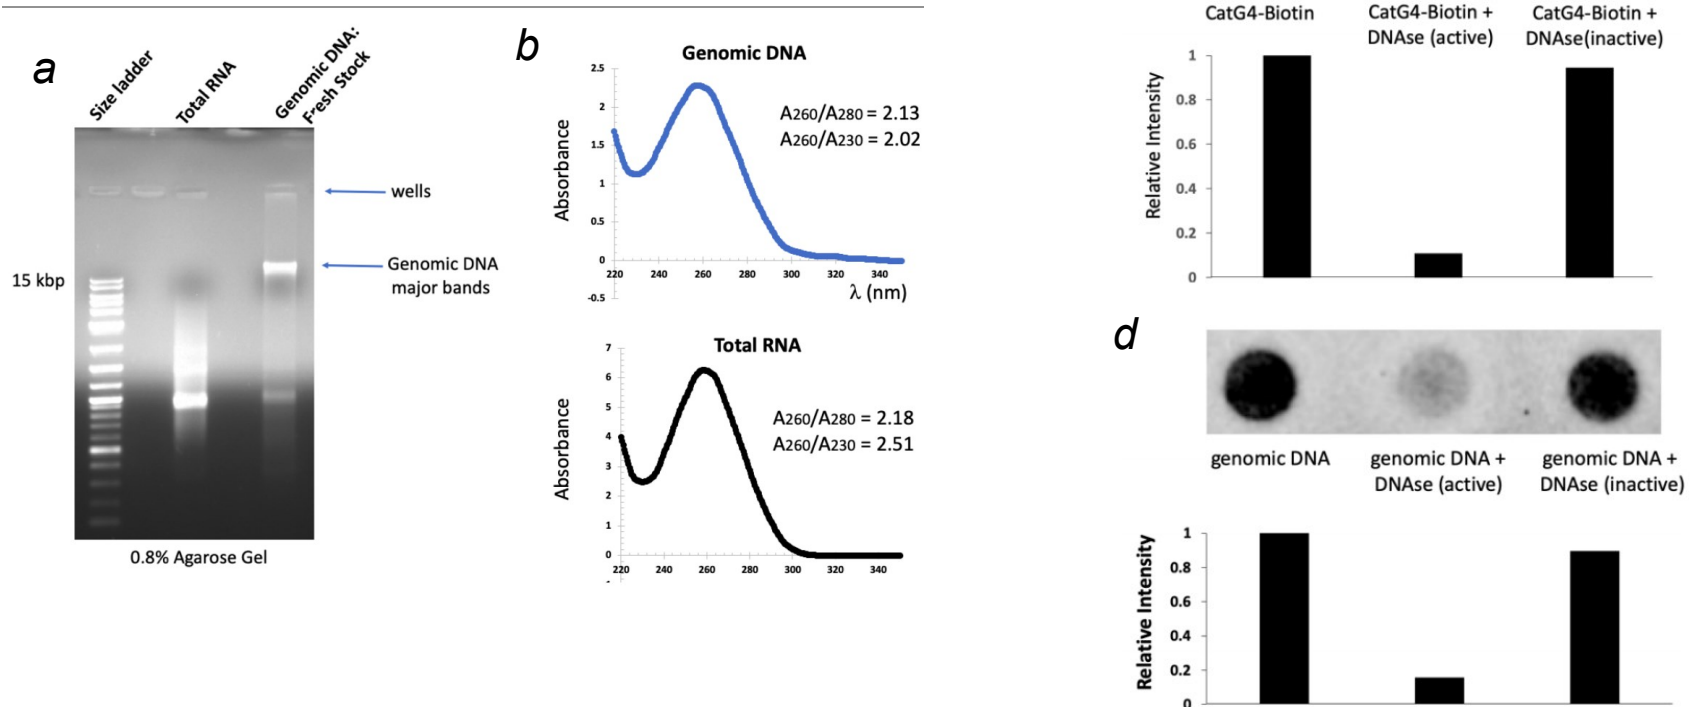 a
Size ladder
Total RNA
Genomic DNA:
Fresh Stock
wells
Genomic DNA
major bands
15 kbp
0.8% Agarose Gel
b
Genomic DNA
2.5
2
1.5
1
0.5
0
-0.5
Absorbance
A260/A280 = 2.13
A260/A230 = 2.02
220 240 260 280 300 320 340
λ (nm)
Total RNA
7
6
5
4
3
2
1
0
Absorbance
A260/A280 = 2.18
A260/A230 = 2.51
220 240 260 280 300 320 340
CatG4-Biotin
CatG4-Biotin +
DNAse (active)
CatG4-Biotin +
DNAse(inactive)
Relative Intensity
1
0.8
0.6
0.4
0.2
0
d
genomic DNA
genomic DNA +
DNAse (active)
genomic DNA +
DNAse (inactive)
Relative Intensity
1
0.8
0.6
0.4
0.2
0